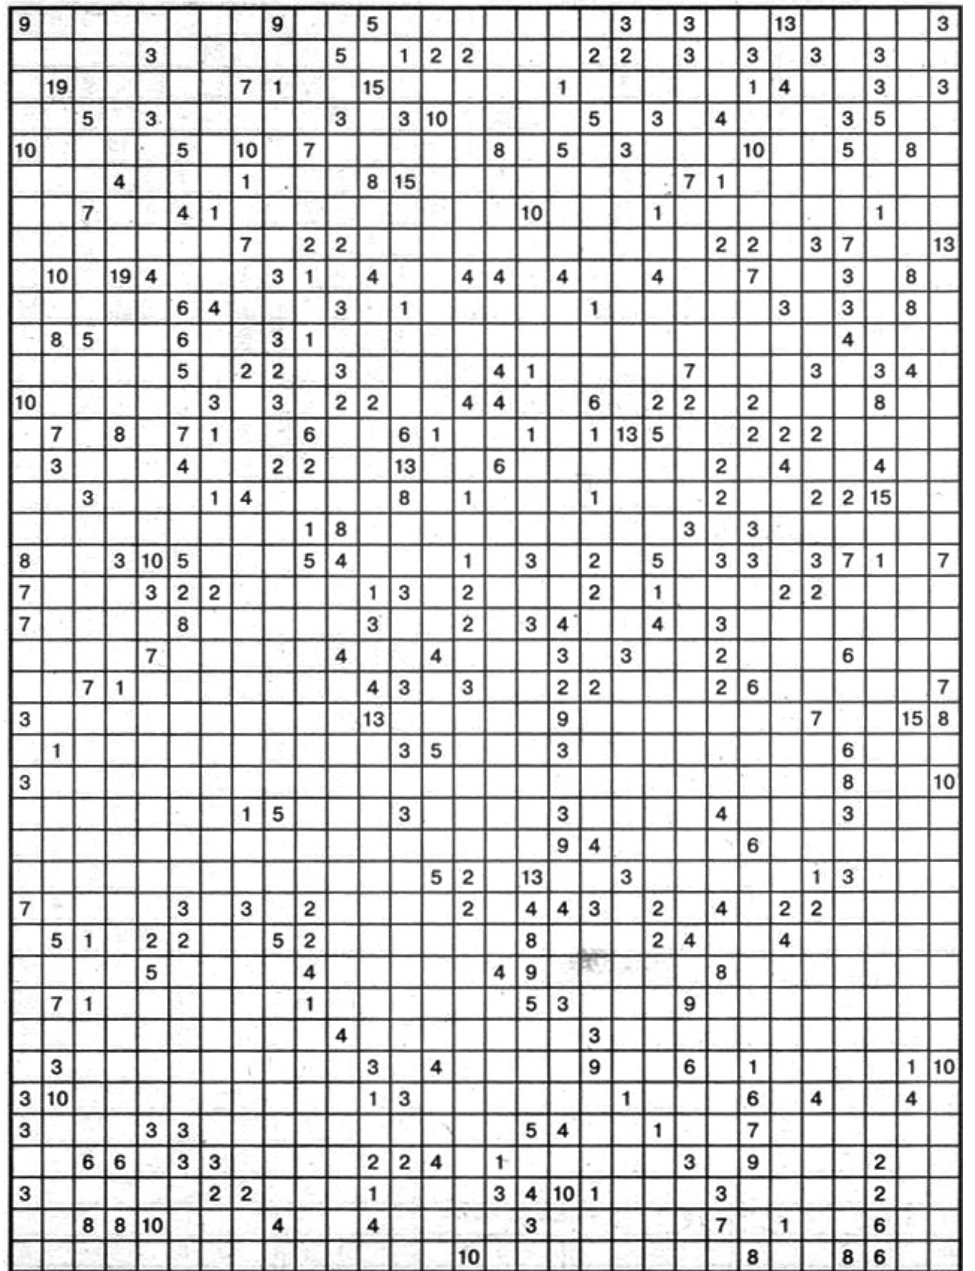 9 9 5 3 3 13 3
3 5 1 2 2 2 2 3 3 3 3
19 7 1 15 1 1 4 3 3
5 3 3 3 10 5 3 4 3 5
10 5 10 7 8 5 3 10 5 8
4 1 8 15 7 1
7 4 1 10 1 1
7 2 2 2 2 3 7 13
10 19 4 3 1 4 4 4 4 4 7 3 8
6 4 3 1 1 3 3 8
8 5 6 3 1 4
5 2 2 3 4 1 7 3 3 4
10 3 3 2 2 4 4 6 2 2 2 8
7 8 7 1 6 6 1 1 1 13 5 2 2 2
3 4 2 2 13 6 2 4 4
3 1 4 8 1 1 2 2 2 15
1 8 3 3
8 3 10 5 5 4 1 3 2 5 3 3 3 7 1 7
7 3 2 2 1 3 2 2 1 2 2
7 8 3 2 3 4 4 3
7 4 4 3 3 2 6
7 1 4 3 3 2 2 2 6 7
3 13 9 7 15 8
1 3 5 3 6
3 8 10
1 5 3 3 4 3
9 4 6
5 2 13 3 1 3
7 3 3 2 2 4 4 3 2 4 2 2
5 1 2 2 5 2 8 2 4 4
5 4 4 9 8
7 1 1 5 3 9
4 3
3 3 4 9 6 1 1 10
3 10 1 3 1 6 4 4
3 3 3 5 4 1 7
6 6 3 3 2 2 4 1 3 9 2
3 2 2 1 3 4 10 1 3 2
8 8 10 4 4 3 7 1 6
10 8 8 6